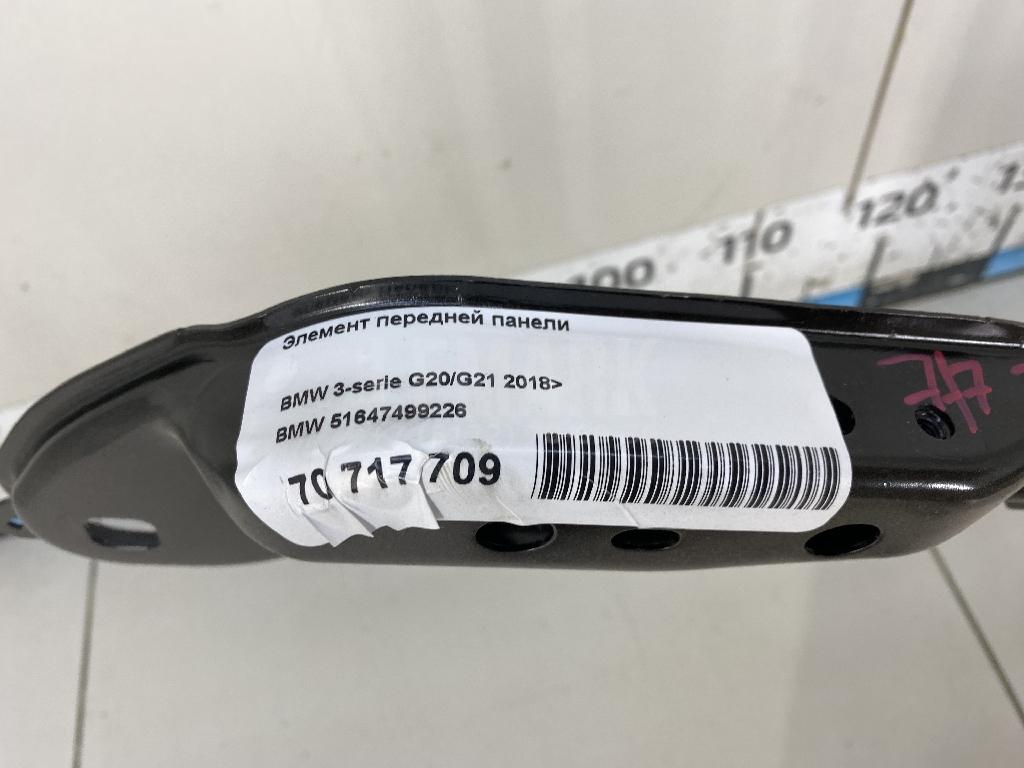 100 110 120
Элемент передней панели
BMW 3-serie G20/G21 2018>
BMW 51647499226
70 717 709